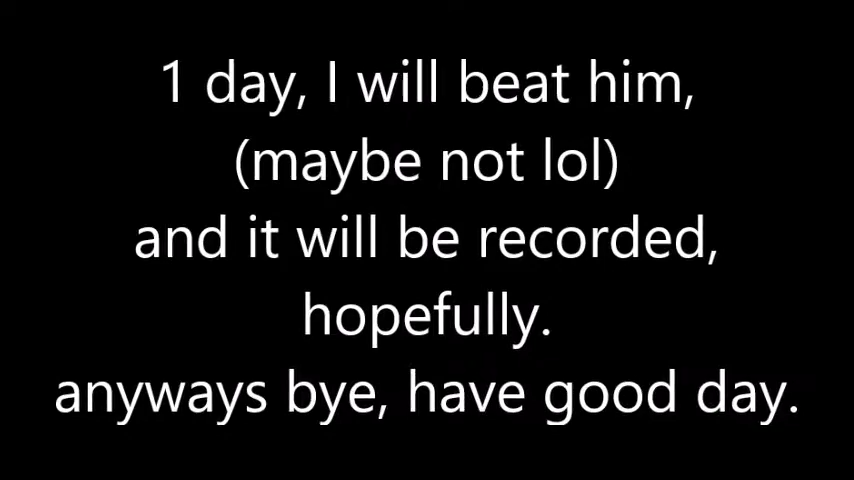 1 day, I will beat him,
(maybe not lol)
and it will be recorded,
hopefully.
anyways bye, have good day.